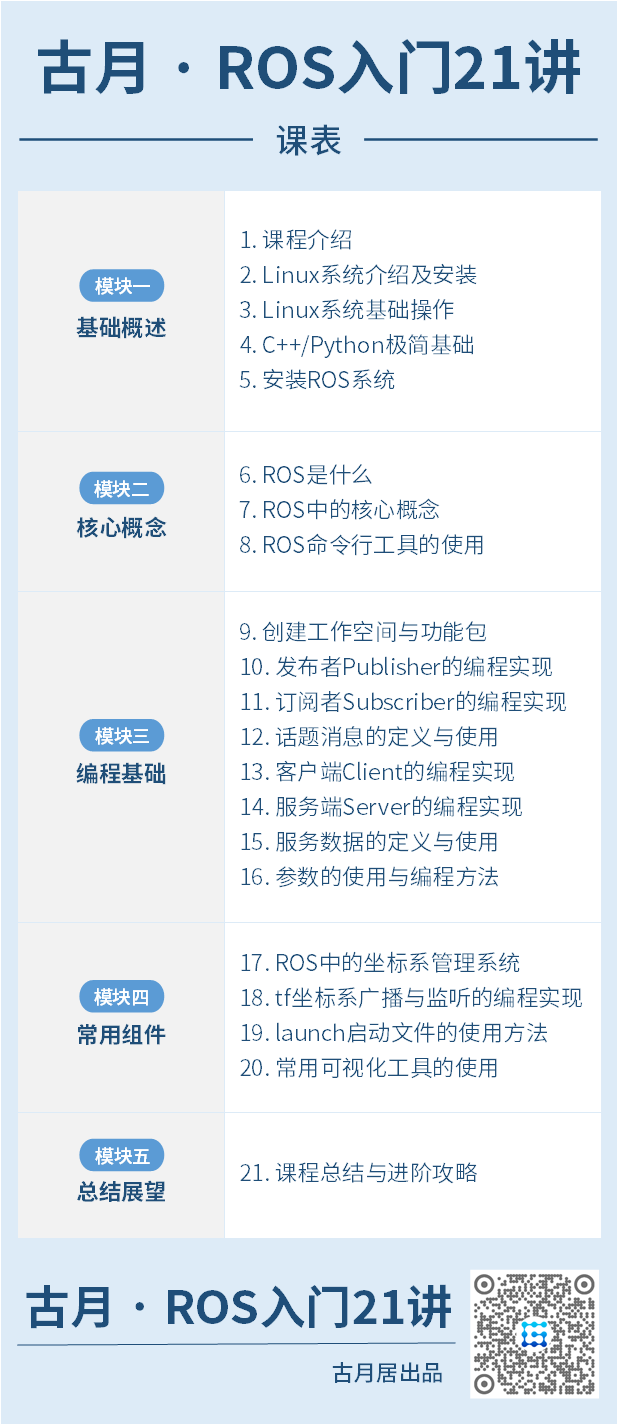 古月 · ROS入门21讲
课表
模块一
基础概述
1. 课程介绍
2. Linux系统介绍及安装
3. Linux系统基础操作
4. C++/Python极简基础
5. 安装ROS系统
模块二
核心概念
6. ROS是什么
7. ROS中的核心概念
8. ROS命令行工具的使用
模块三
编程基础
9. 创建工作空间与功能包
10. 发布者Publisher的编程实现
11. 订阅者Subscriber的编程实现
12. 话题消息的定义与使用
13. 客户端Client的编程实现
14. 服务端Server的编程实现
15. 服务数据的定义与使用
16. 参数的使用与编程方法
模块四
常用组件
17. ROS中的坐标系管理系统
18. tf坐标系广播与监听的编程实现
19. launch启动文件的使用方法
20. 常用可视化工具的使用
模块五
总结展望
21. 课程总结与进阶攻略
古月 · ROS入门21讲
古月居出品